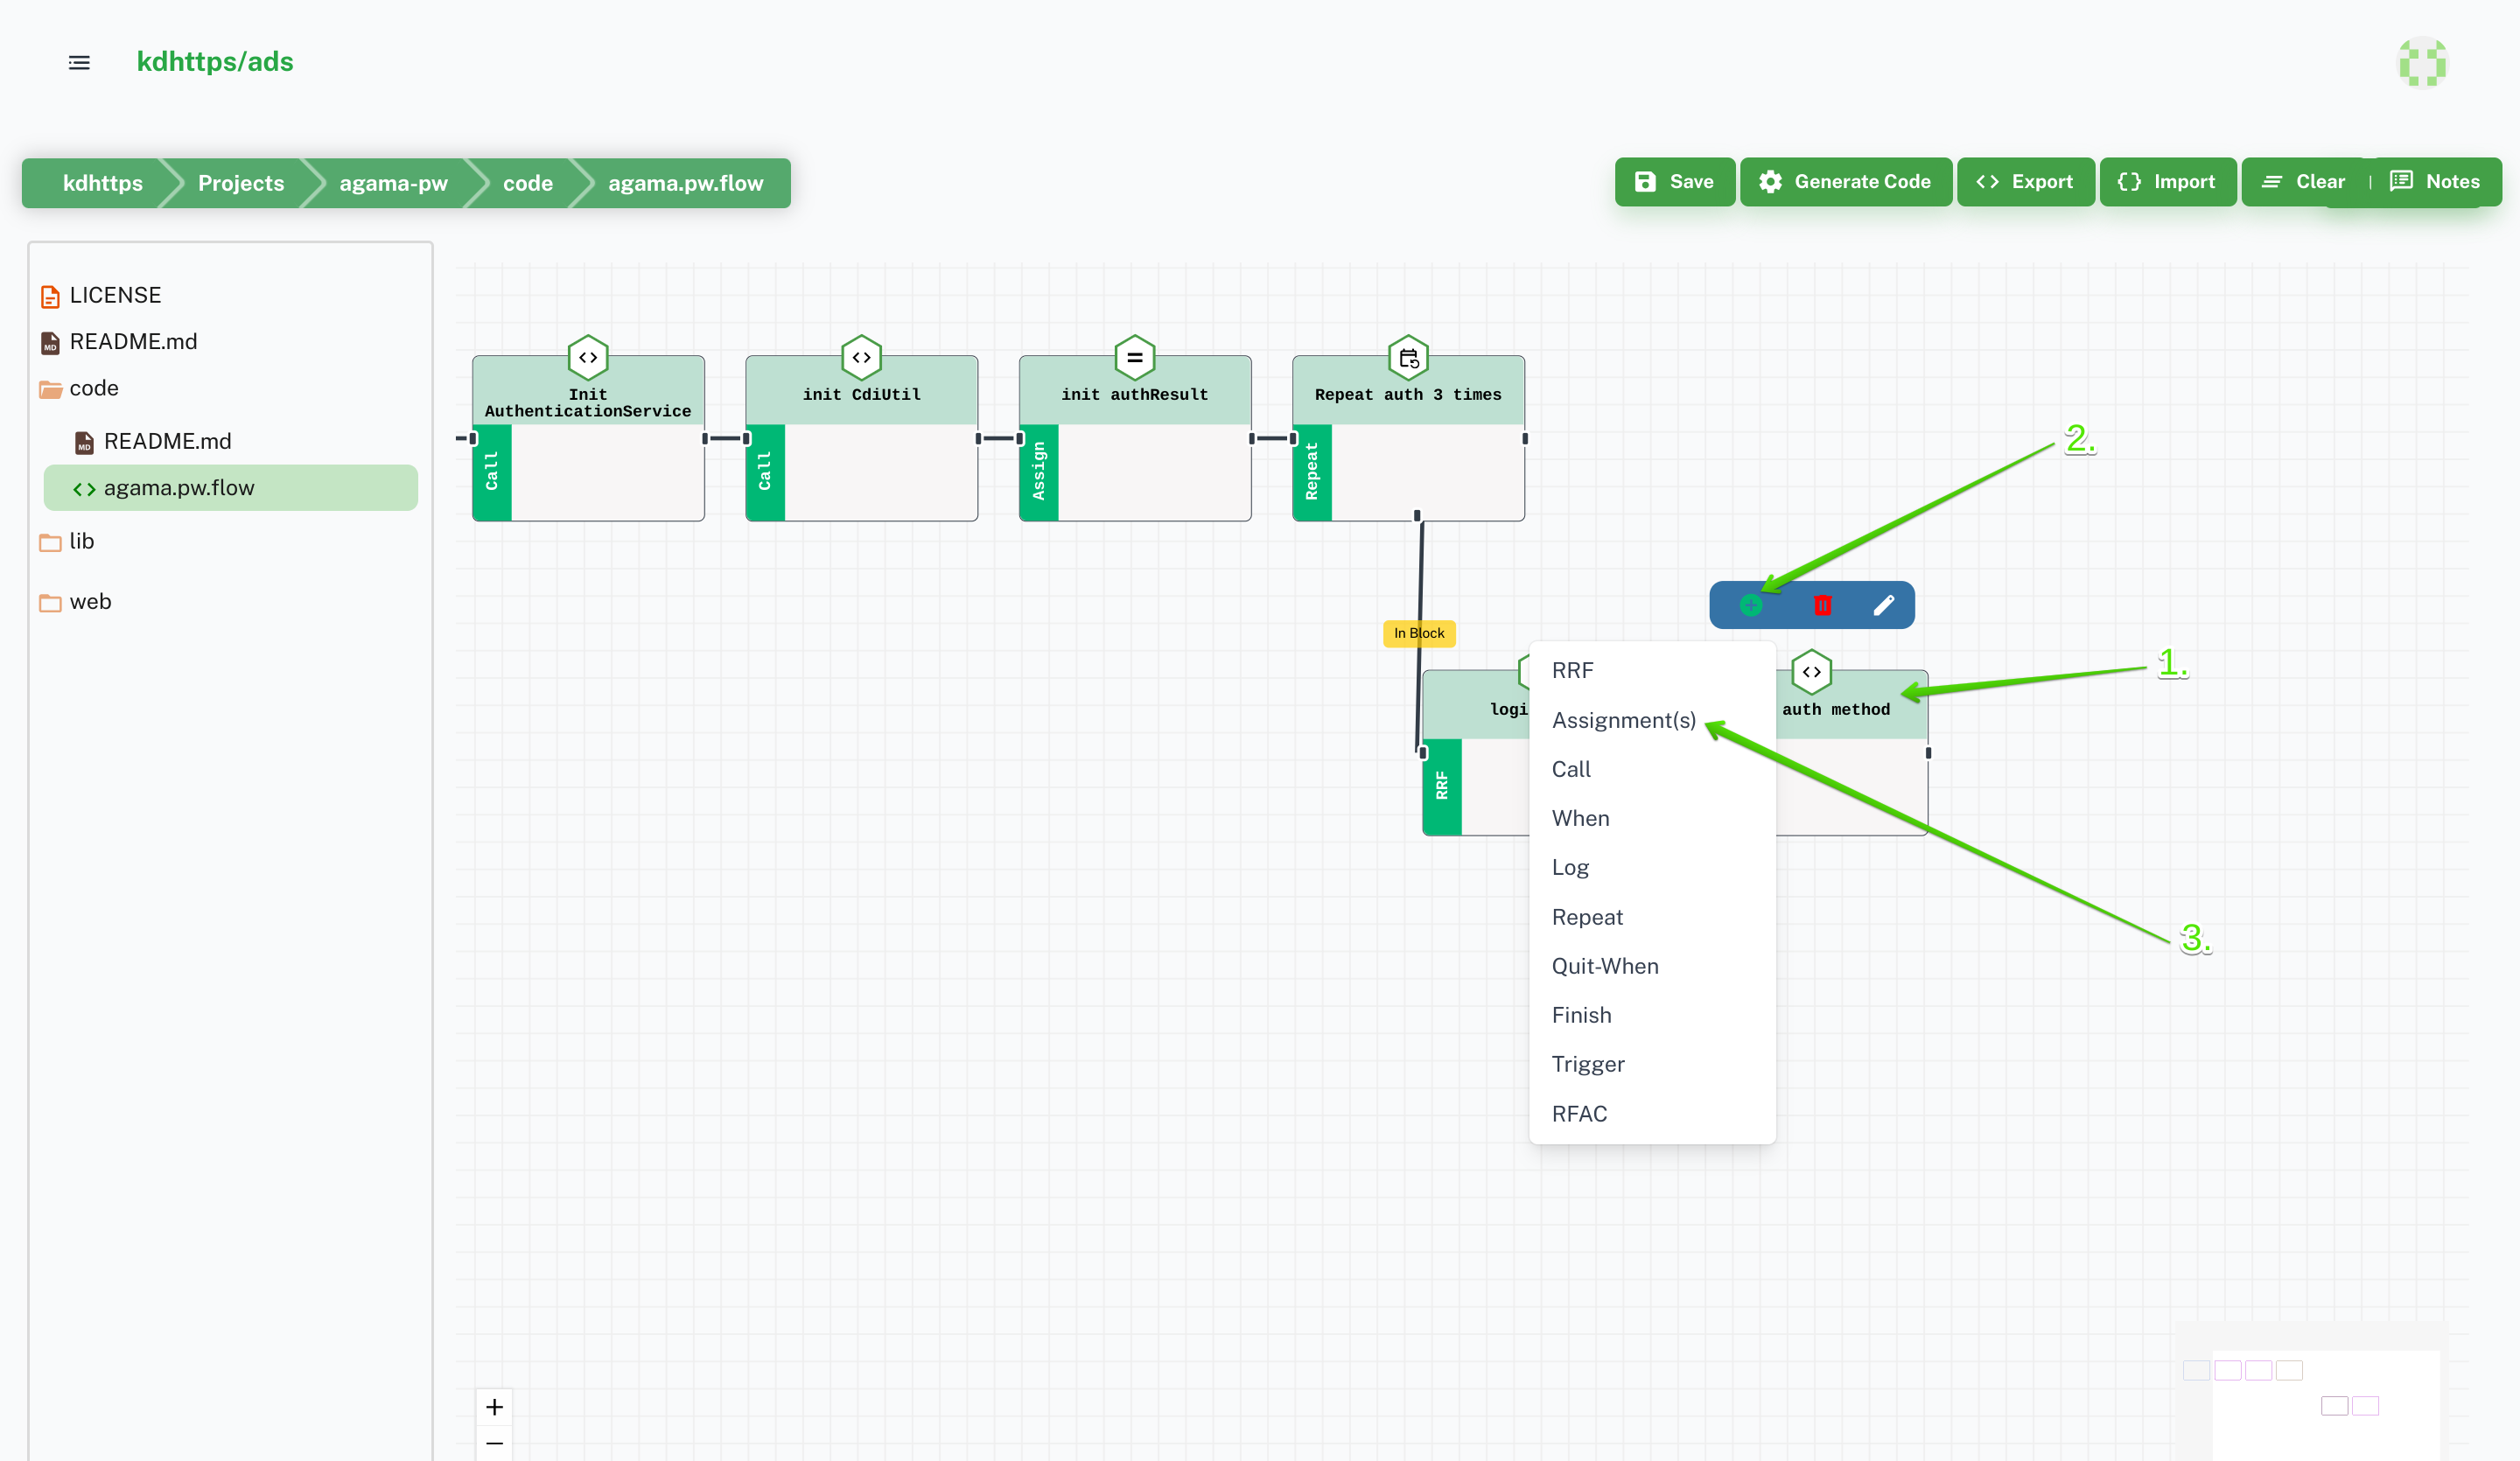 kdhttps/ads
kdhttps Projects agama-pw code agama.pw.flow
Save Generate Code Export Import Clear Notes
LICENSE
README.md
code
README.md
agama.pw.flow
lib
web
Init
AuthenticationService
Call
init CdiUtil
Call
init authResult
Assign
Repeat auth 3 times
Repeat
2.
In Block
1.
logi
RRF
auth method
RRF
Assignment(s)
Call
When
Log
Repeat
Quit-When
Finish
Trigger
RFAC
3.